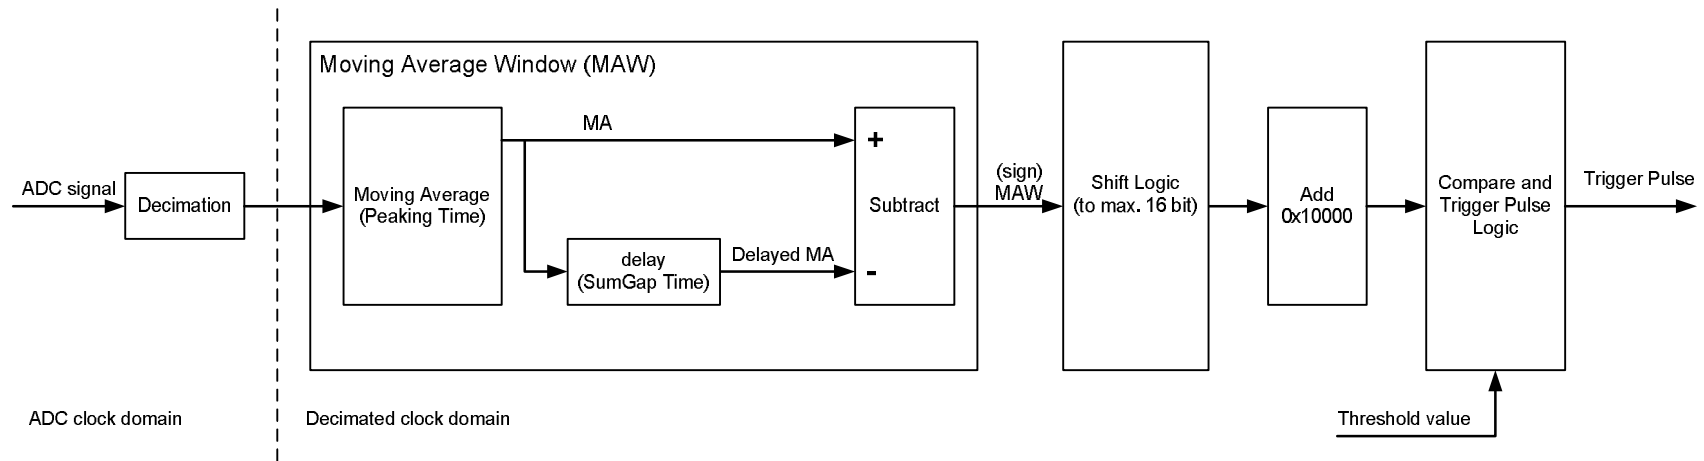 Moving Average Window (MAW)
ADC signal
Decimation
Moving Average
(Peaking Time)
MA
delay
(SumGap Time)
Delayed MA
+
Subtract
-
(sign)
MAW
Shift Logic
(to max. 16 bit)
Add
0x10000
Compare and
Trigger Pulse
Logic
Trigger Pulse
ADC clock domain
Decimated clock domain
Threshold value